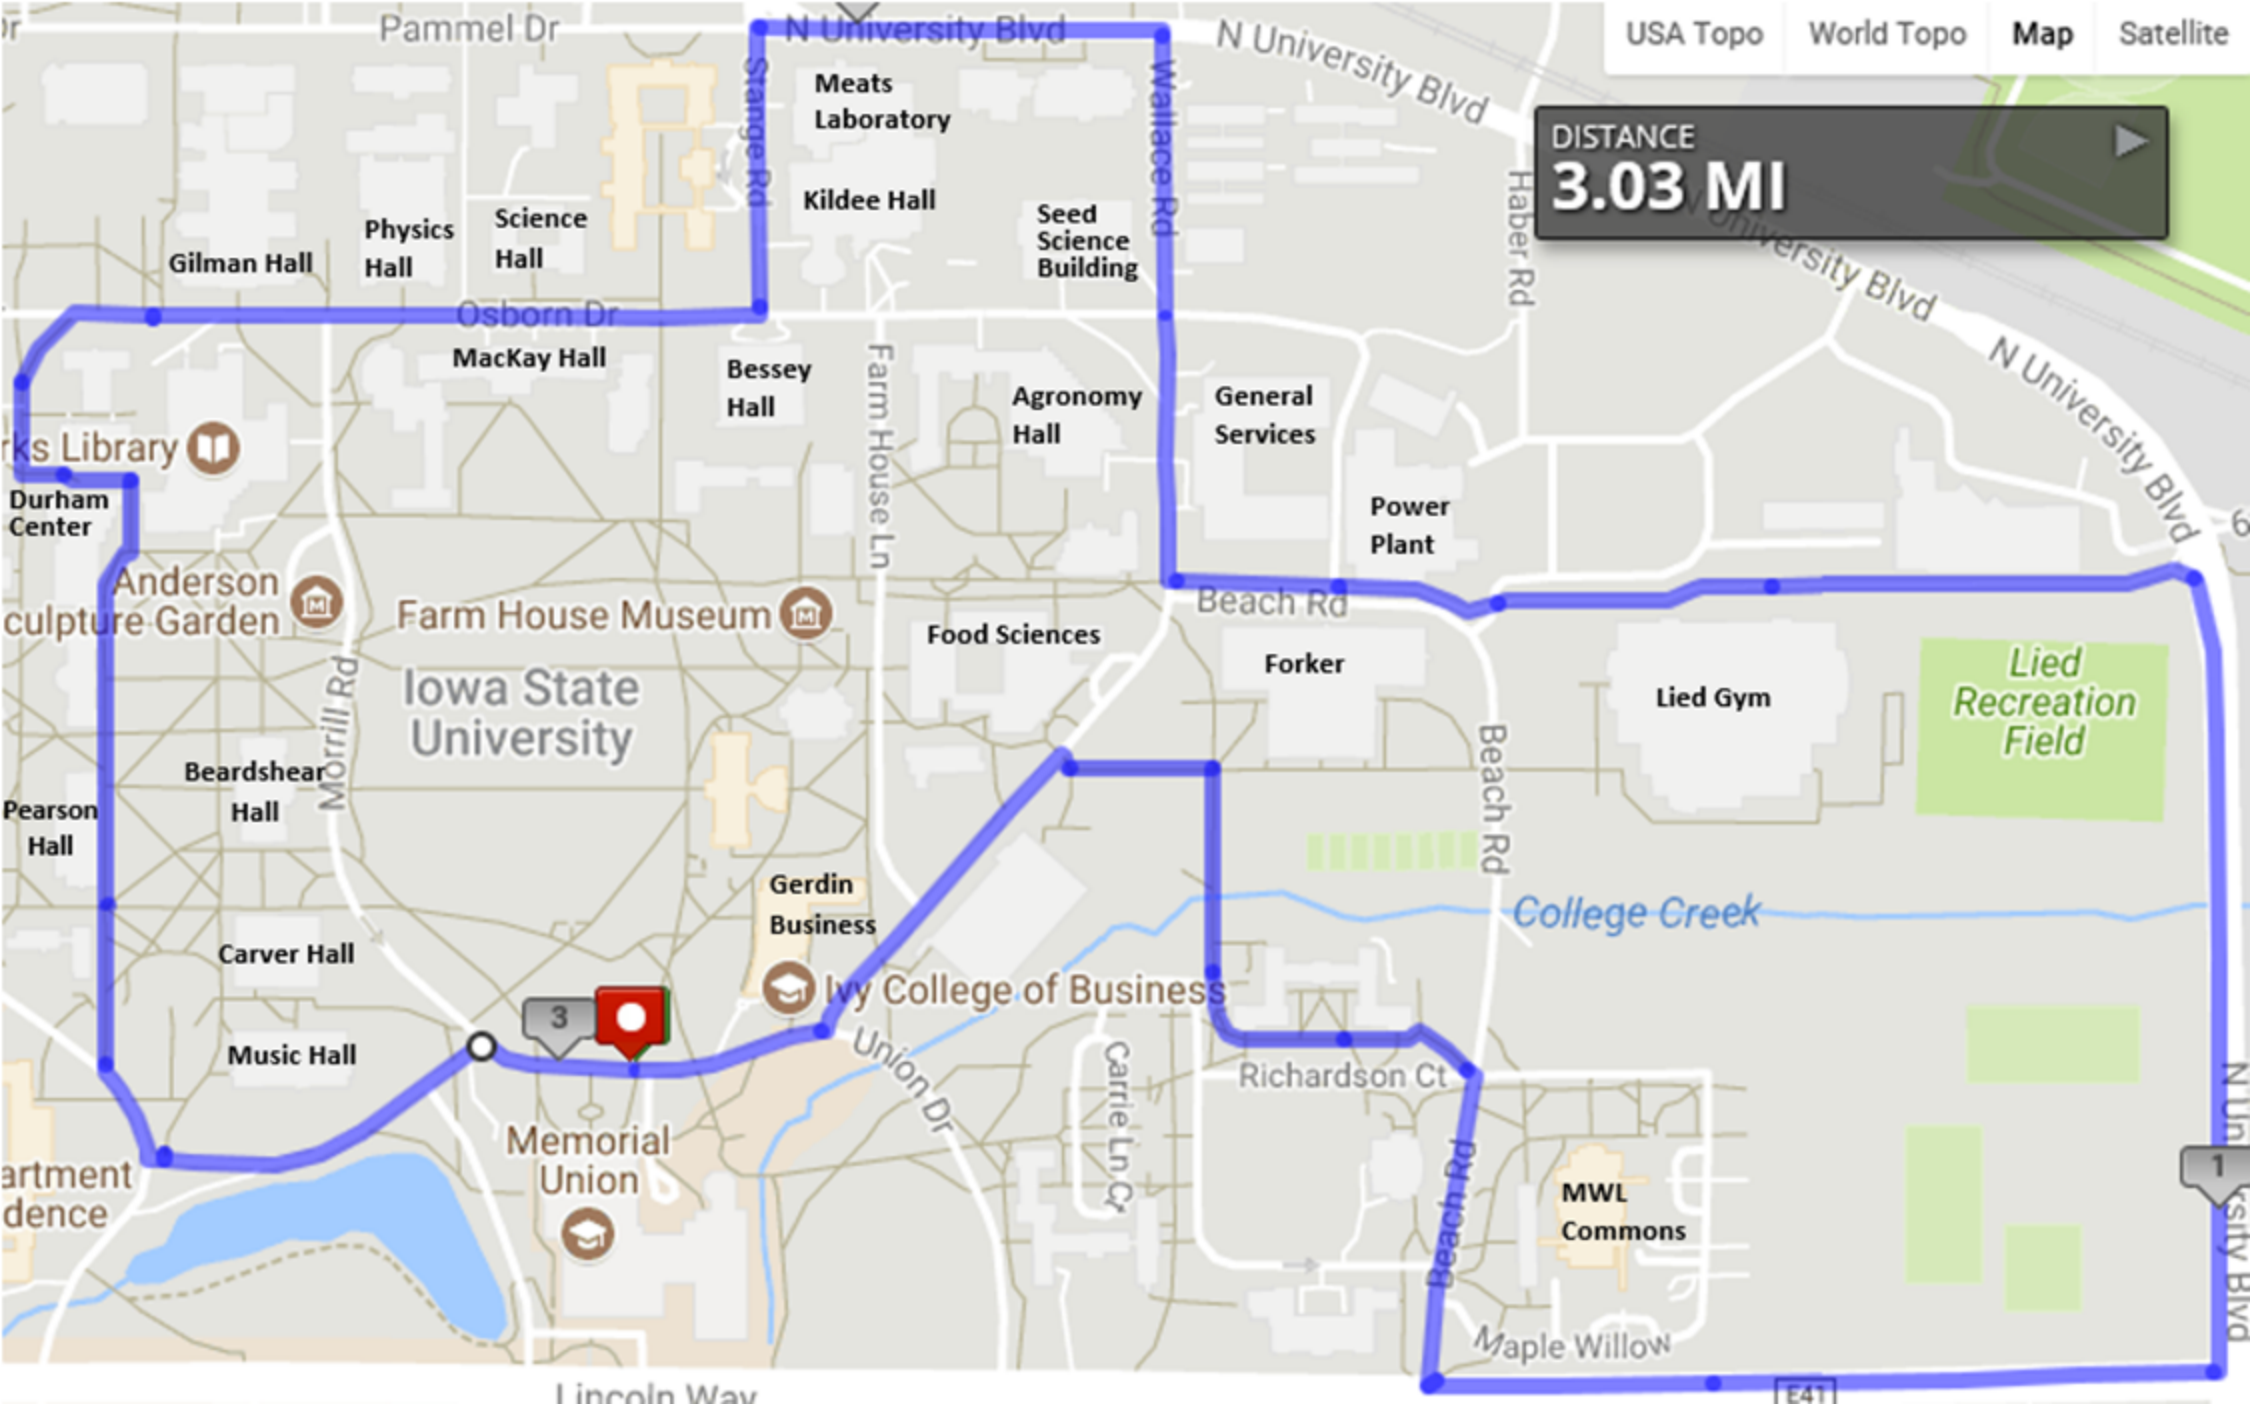 Pammel Dr
N University Blvd
N University Blvd
USA Topo
World Topo
Map
Satellite
DISTANCE
3.03 MI
N University Blvd
N University Blvd
Stange Rd
Meats
Laboratory
Kildee Hall
Wallace Rd
Seed
Science
Building
Haber Rd
Gilman Hall
Physics
Hall
Science
Hall
Osborn Dr
MacKay Hall
Bessey
Hall
Farm House Ln
Agronomy
Hall
General
Services
Power
Plant
rks Library
Durham
Center
Anderson
culpture Garden
Farm House Museum
Food Sciences
Beach Rd
Forker
Lied Gym
Lied
Recreation
Field
Iowa State
University
Morrill Rd
Beardshear
Hall
Pearson
Hall
Beach Rd
Gerdin
Business
College Creek
Carver Hall
Ivy College of Business
3
Music Hall
Union Dr
Carrie Ln Ct
Richardson Ct
Memorial
Union
artment
dence
Beach Rd
MWL
Commons
1
Maple Willow
E41
Lincoln Way